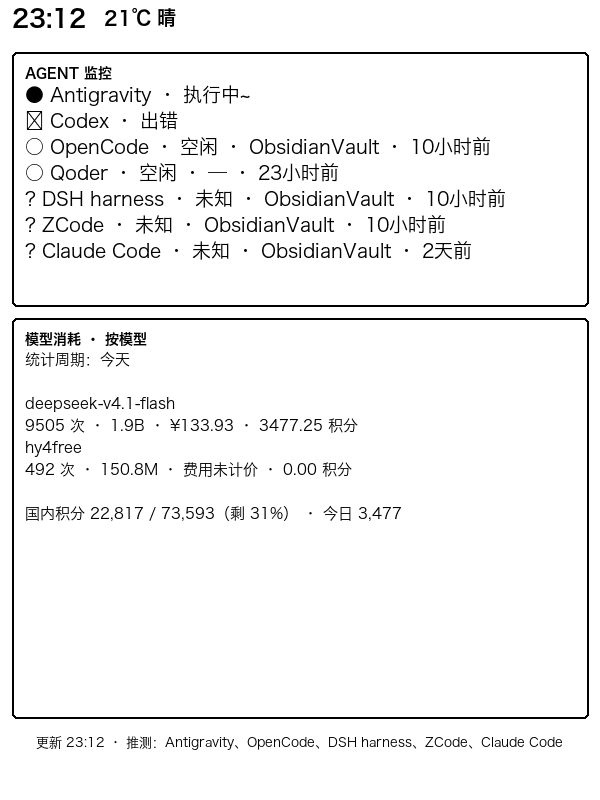 23:12 21℃ 晴
AGENT 监控
● Antigravity · 执行中~
☒ Codex · 出错
○ OpenCode · 空闲 · ObsidianVault · 10小时前
○ Qoder · 空闲 · — · 23小时前
? DSH harness · 未知 · ObsidianVault · 10小时前
? ZCode · 未知 · ObsidianVault · 10小时前
? Claude Code · 未知 · ObsidianVault · 2天前
模型消耗 · 按模型
统计周期：今天
deepseek-v4.1-flash
9505 次 · 1.9B · ¥133.93 · 3477.25 积分
hy4free
492 次 · 150.8M · 费用未计价 · 0.00 积分
国内积分 22,817 / 73,593（剩 31%） · 今日 3,477
更新 23:12 · 推测：Antigravity、OpenCode、DSH harness、ZCode、Claude Code